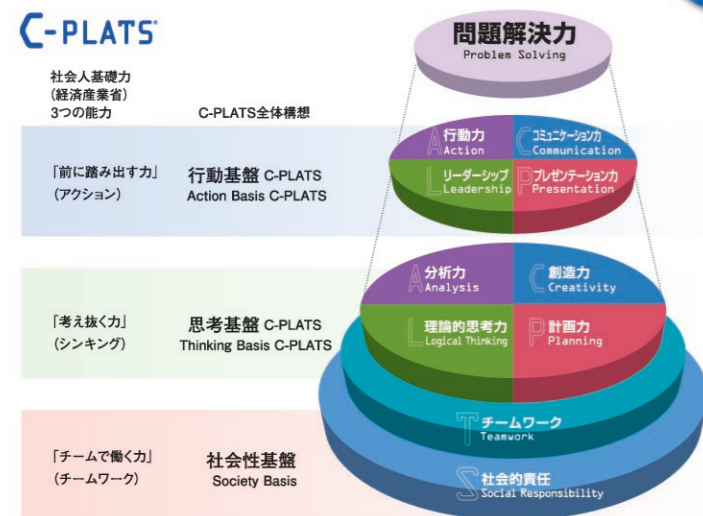 C-PLATS®
社会人基礎力
(経済産業省)
3つの能力
C-PLATS全体構想
問題解決力
Problem Solving
「前に踏み出す力」
(アクション)
行動基盤 C-PLATS
Action Basis C-PLATS
A 行動力
Action
C コミュニケーション力
Communication
L リーダーシップ
Leadership
P プレゼンテーション力
Presentation
「考え抜く力」
(シンキング)
思考基盤 C-PLATS
Thinking Basis C-PLATS
A 分析力
Analysis
C 創造力
Creativity
L 理論的思考力
Logical Thinking
P 計画力
Planning
T チームワーク
Teamwork
「チームで働く力」
(チームワーク)
社会性基盤
Society Basis
S 社会的責任
Social Responsibility